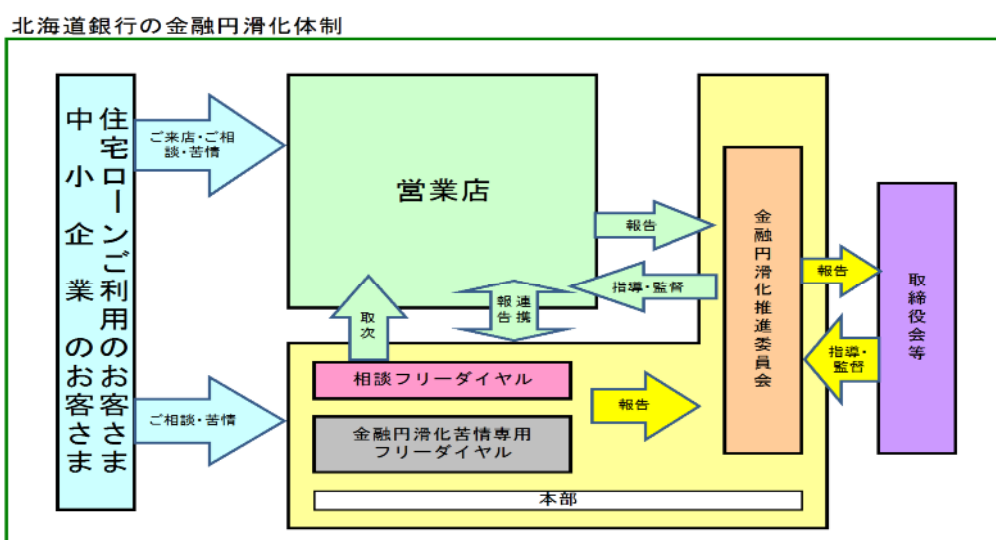 北海道銀行の金融円滑化体制
住宅ローンご利用のお客さま
中小企業のお客さま
ご来店・ご相
談・苦情
営業店
報告
指導・監督
金融円滑化推進委員会
報告
取締役会等
指導・
監督
取次
連携
報告
相談フリーダイヤル
ご相談・苦情
報告
金融円滑化苦情専用
フリーダイヤル
本部